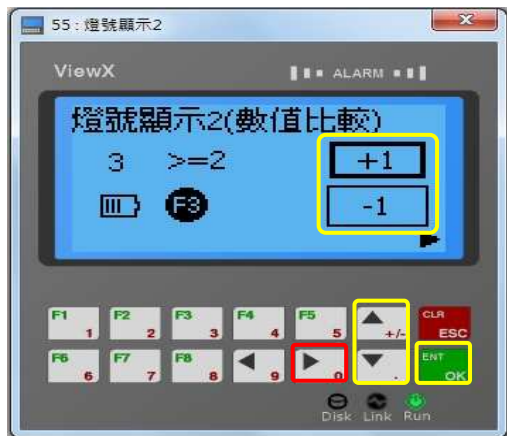 55 : 燈號顯示2
ViewX
ALARM
燈號顯示2(數值比較)
3 >=2 +1
F3 -1
F1 1 F2 2 F3 3 F4 4 F5 5 +/- CLR ESC
F6 6 F7 7 F8 8 9 0 . ENT OK
Disk Link Run